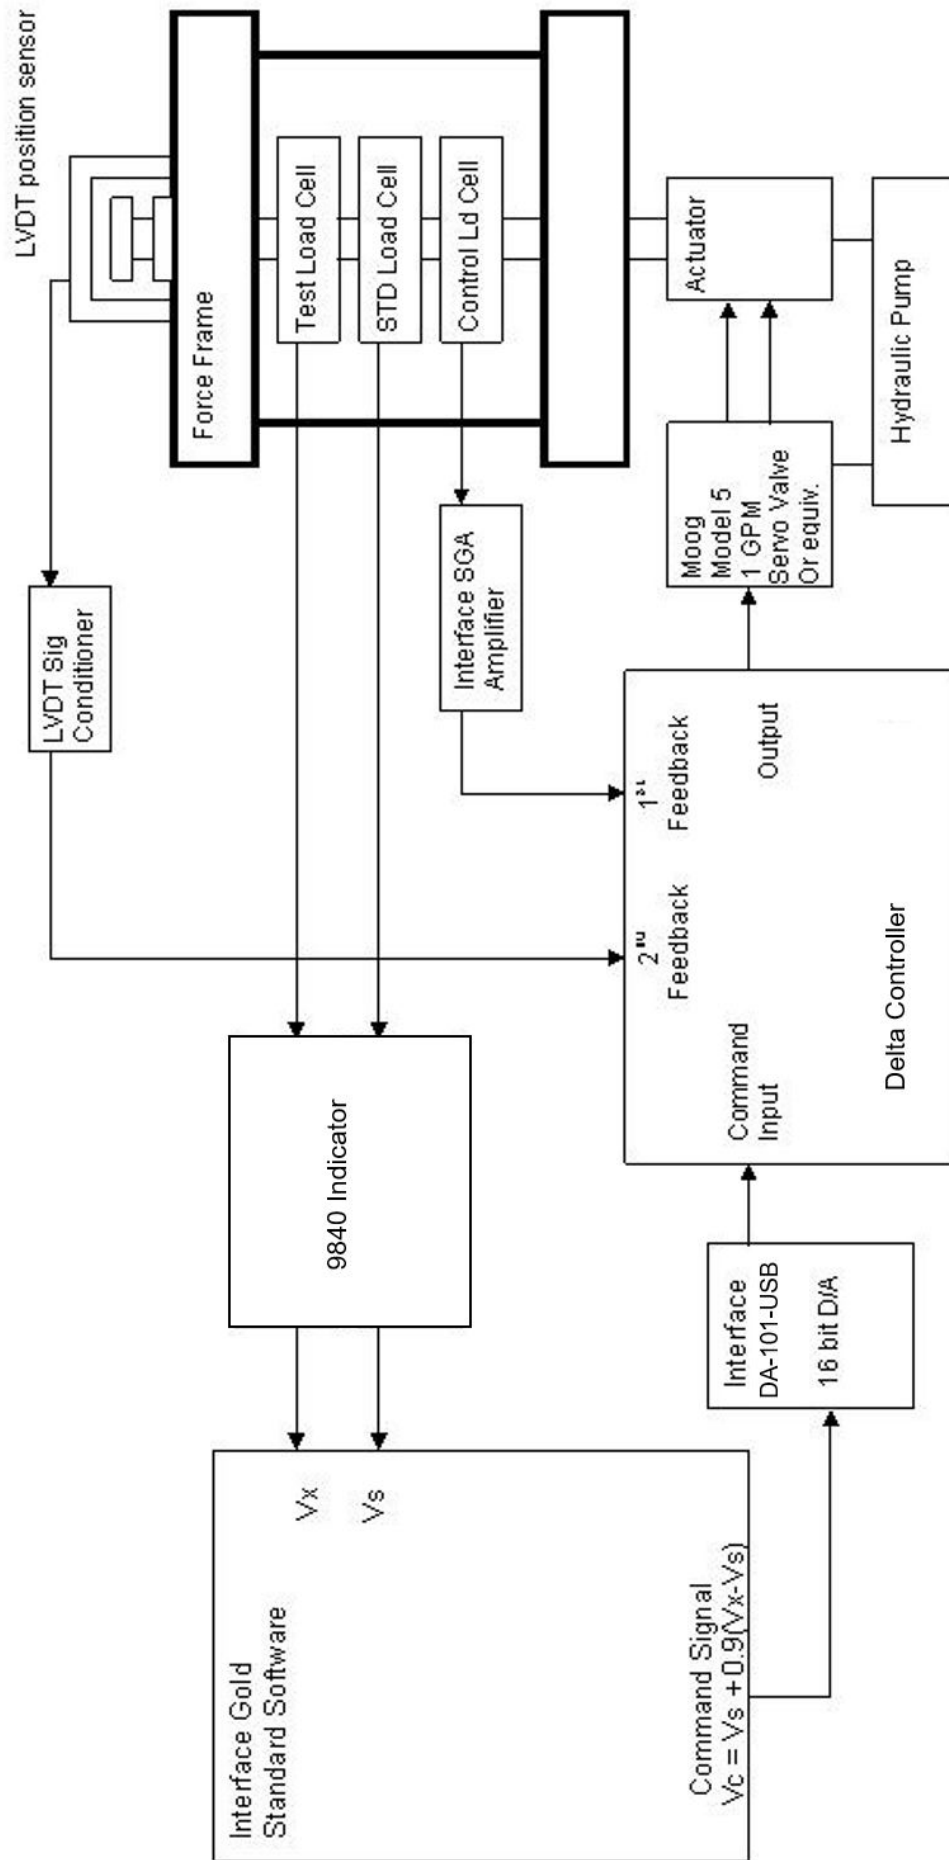 LVDT position sensor
Force Frame
Test Load Cell
STD Load Cell
Control Ld Cell
Actuator
Hydraulic Pump
LVDT Sig
Conditioner
Interface SGA
Amplifier
Moog
Model 5
1 GPM
Servo Valve
Or equiv.
1st
Feedback
2nd
Feedback
Output
Command
Input
Delta Controller
9840 Indicator
Interface
DA-101-USB
16 bit D/A
Interface Gold
Standard Software
Vx
Vs
Command Signal
Vc = Vs +0.9(Vx-Vs)